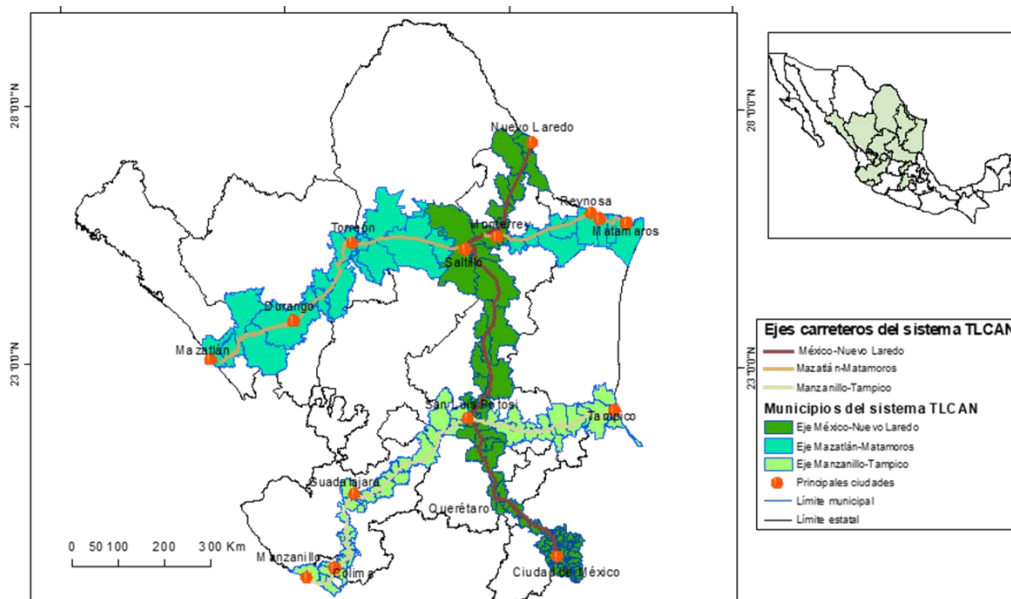 28°0'0"N
28°0'0"N
Nuevo Laredo
Reynosa
Torreón
Monterrey
Matamoros
Saltillo
Durango
Mazatlán
23°0'0"N
23°0'0"N
San Luis Potosí
Tampico
Guadalajara
Querétaro
Manzanillo
Colima
Ciudad de México
0 50 100 200 300 Km
Ejes carreteros del sistema TLCAN
México-Nuevo Laredo
Mazatlán-Matamoros
Manzanillo-Tampico
Municipios del sistema TLCAN
Eje México-Nuevo Laredo
Eje Mazatlán-Matamoros
Eje Manzanillo-Tampico
Principales ciudades
Límite municipal
Límite estatal